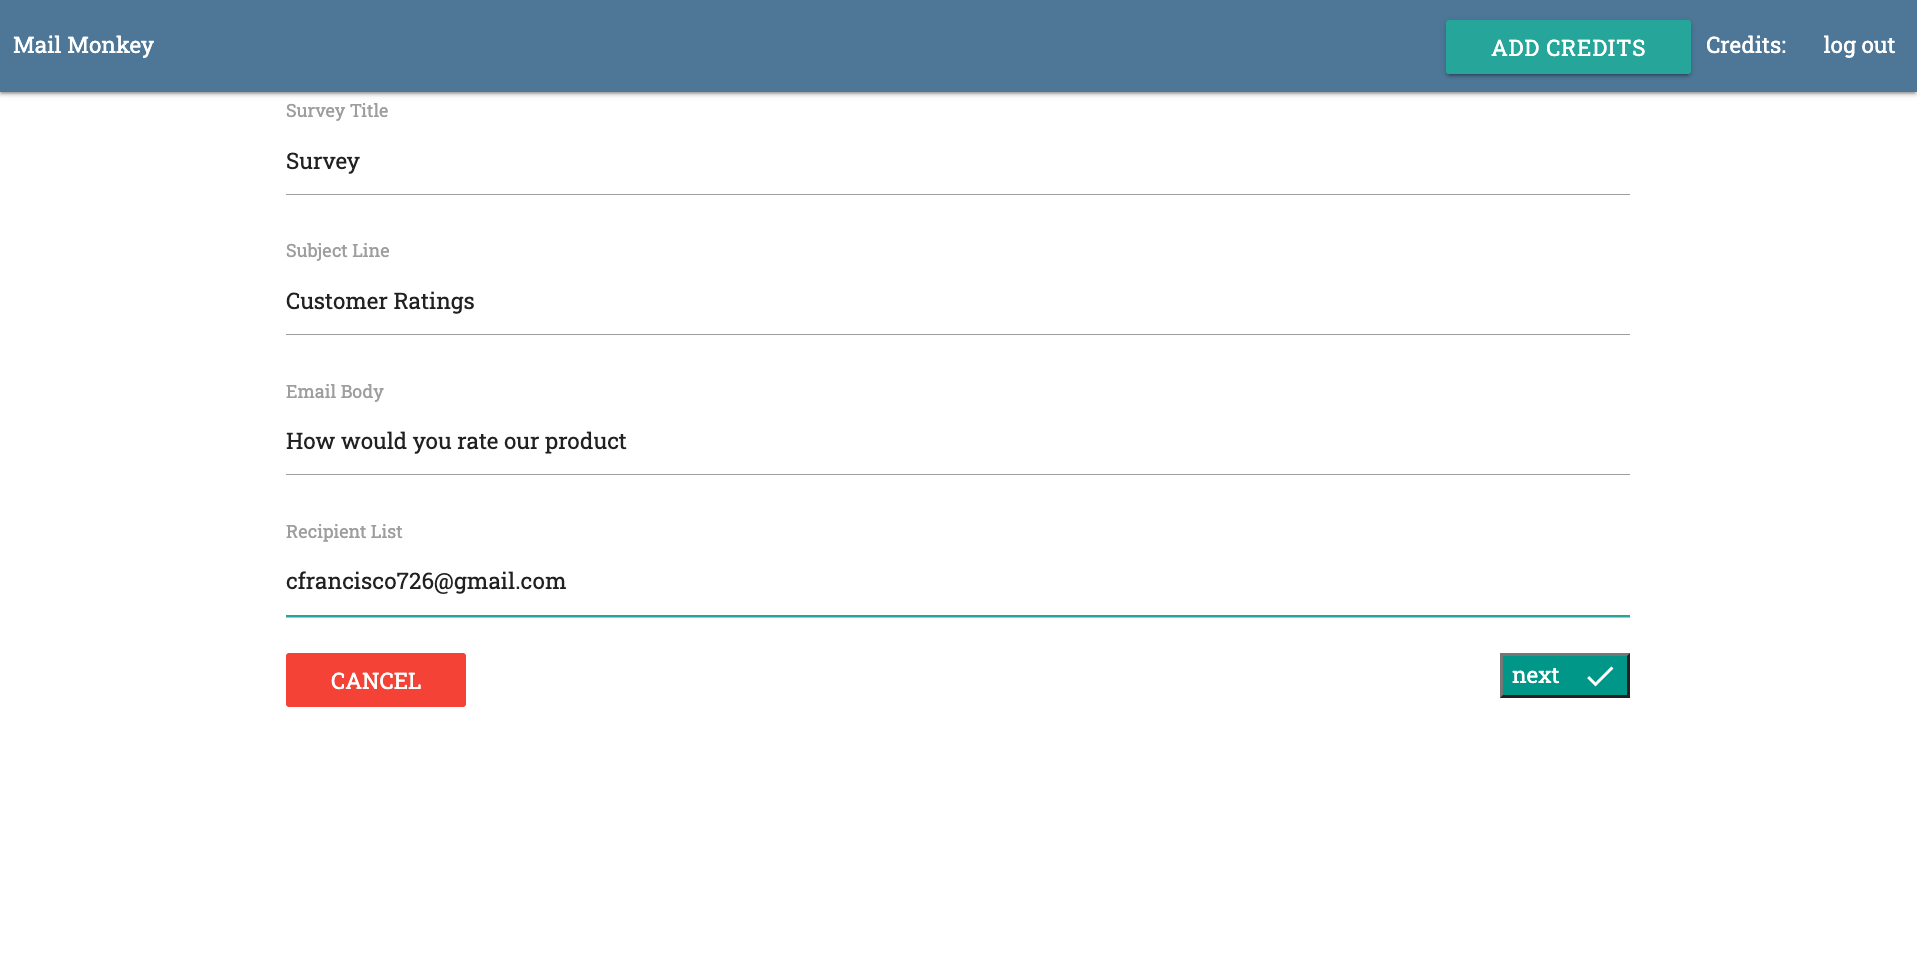 Mail Monkey
ADD CREDITS
Credits:
log out
Survey Title
Survey
Subject Line
Customer Ratings
Email Body
How would you rate our product
Recipient List
cfrancisco726@gmail.com
CANCEL
next